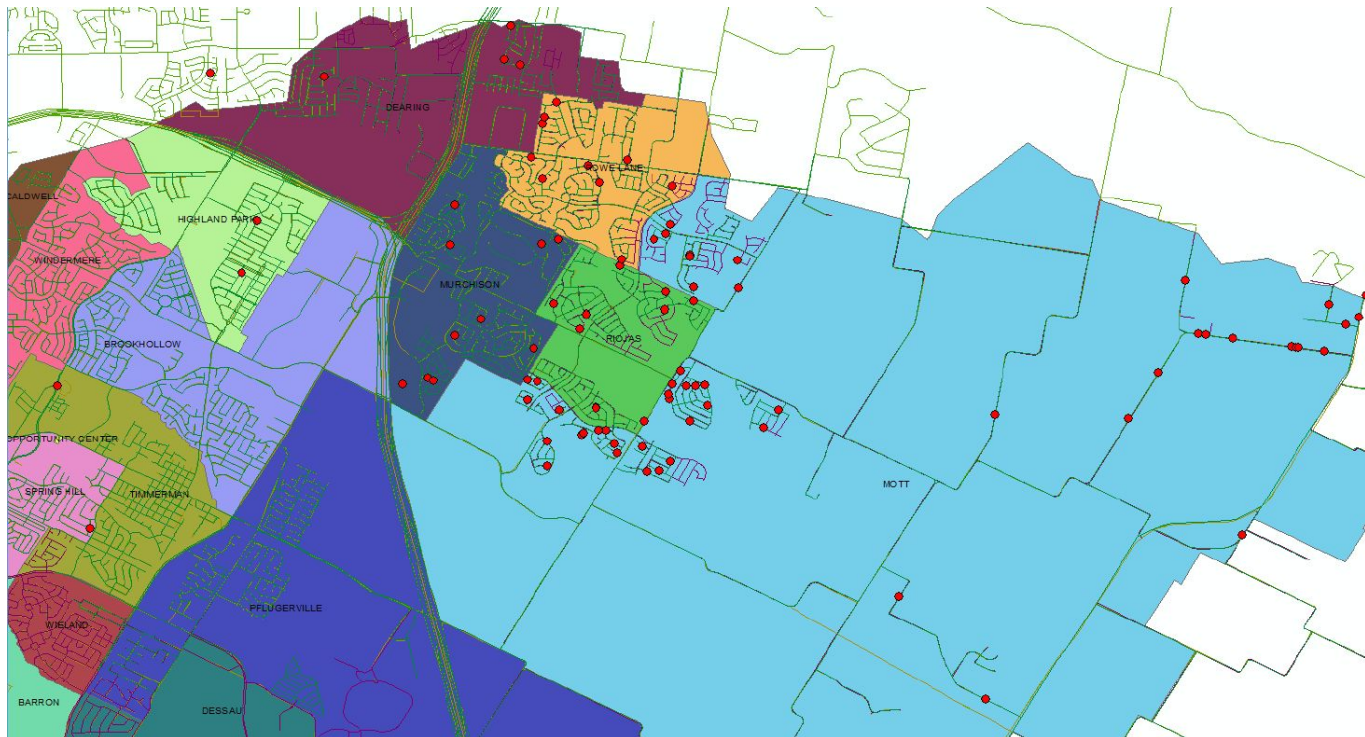 DEARING
ROWE LANE
CALDWELL
HIGHLAND PARK
WINDERMERE
MURCHISON
RIOJAS
BROOKHOLLOW
OPPORTUNITY CENTER
MOTT
SPRING HILL
TIMMERMAN
PFLUGERVILLE
WIELAND
BARRON
DESSAU